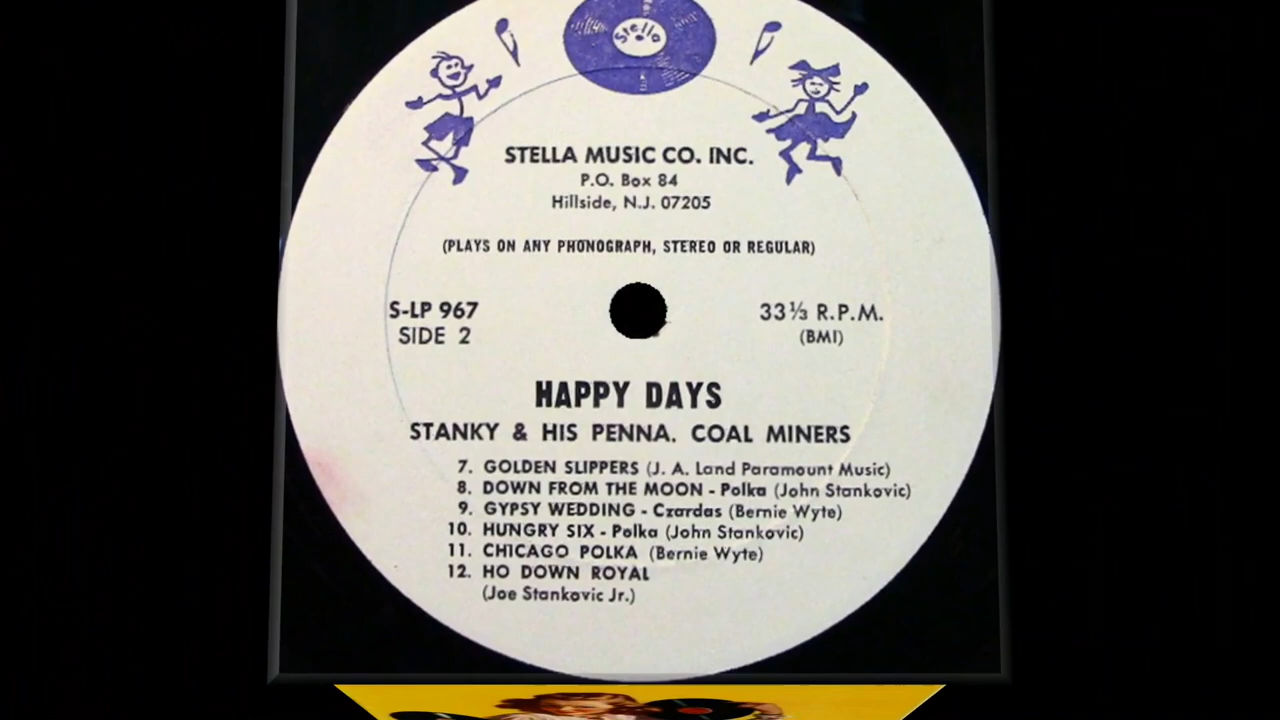 Stella
STELLA MUSIC CO. INC.
P.O. Box 84
Hillside, N.J. 07205
(PLAYS ON ANY PHONOGRAPH, STEREO OR REGULAR)
S-LP 967
SIDE 2
33⅓ R.P.M.
(BMI)
HAPPY DAYS
STANKY & HIS PENNA. COAL MINERS
7. GOLDEN SLIPPERS (J. A. Land Paramount Music)
8. DOWN FROM THE MOON - Polka (John Stankovic)
9. GYPSY WEDDING - Czardas (Bernie Wyte)
10. HUNGRY SIX - Polka (John Stankovic)
11. CHICAGO POLKA (Bernie Wyte)
12. HO DOWN ROYAL
(Joe Stankovic Jr.)